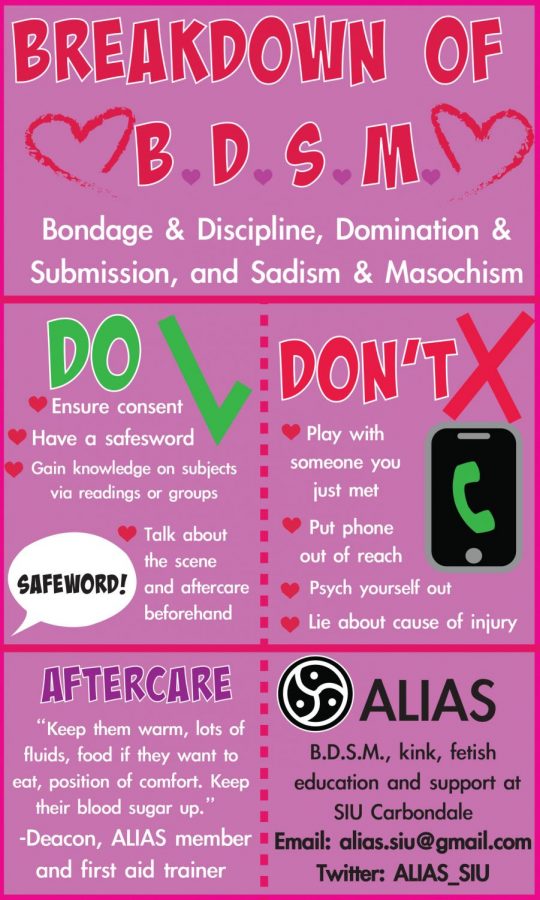 BREAKDOWN OF
B.D.S.M.
Bondage & Discipline, Domination &
Submission, and Sadism & Masochism
DO
Ensure consent
Have a safesword
Gain knowledge on subjects
via readings or groups
Talk about
the scene
and aftercare
beforehand
SAFEWORD!
DON'T
Play with
someone you
just met
Put phone
out of reach
Psych yourself out
Lie about cause of injury
AFTERCARE
“Keep them warm, lots of
fluids, food if they want to
eat, position of comfort. Keep
their blood sugar up.”
-Deacon, ALIAS member
and first aid trainer
ALIAS
B.D.S.M., kink, fetish
education and support at
SIU Carbondale
Email: alias.siu@gmail.com
Twitter: ALIAS_SIU